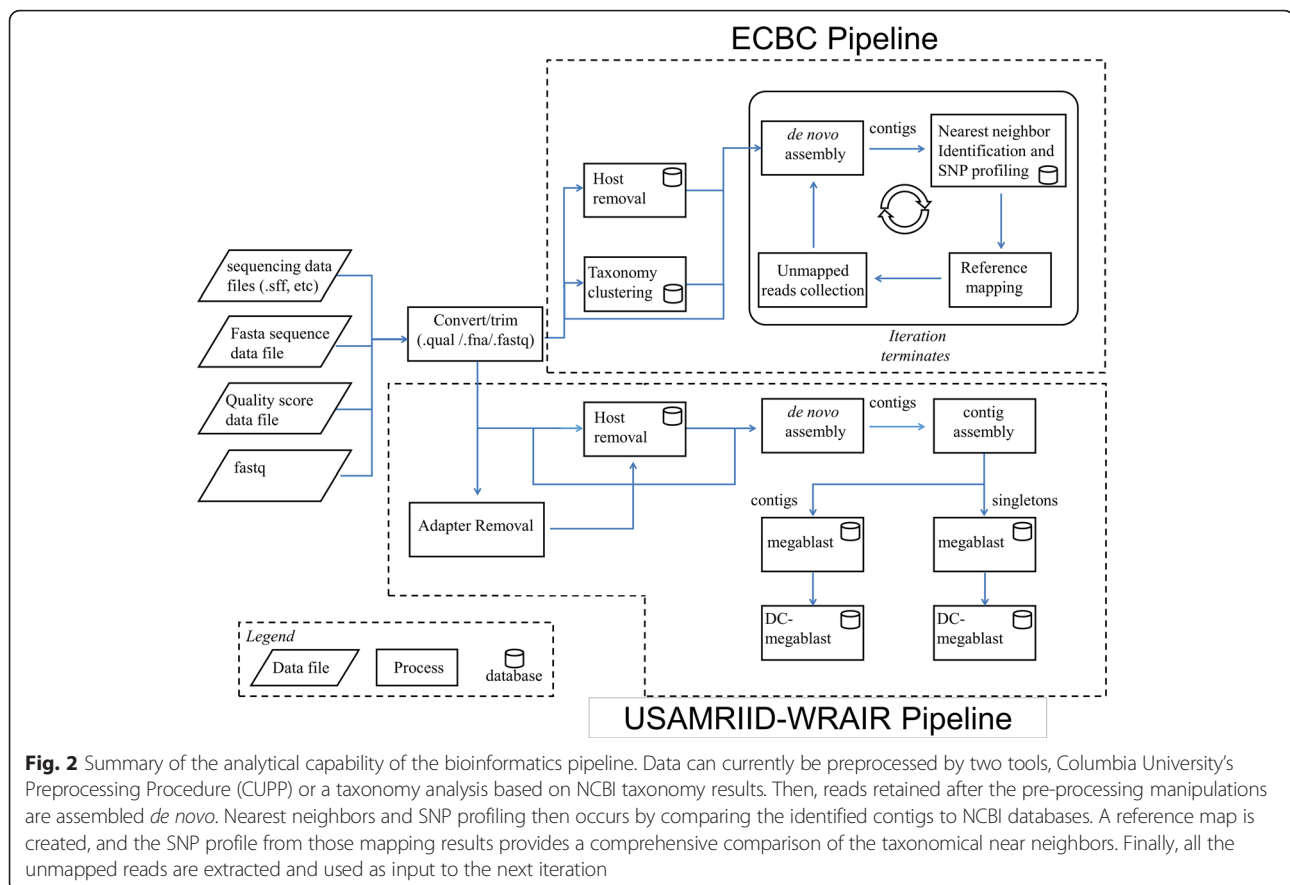 ECBC Pipeline
de novo
assembly
contigs
Nearest neighbor
Identification and
SNP profiling
Host
removal
Taxonomy
clustering
Unmapped
reads collection
Reference
mapping
Iteration
terminates
sequencing data
files (.sff, etc)
Fasta sequence
data file
Quality score
data file
fastq
Convert/trim
(.qual /.fna/.fastq)
Host
removal
de novo
assembly
contigs
contig
assembly
Adapter Removal
contigs
singletons
megablast
megablast
DC-
megablast
DC-
megablast
Legend
Data file
Process
database
USAMRIID-WRAIR Pipeline
Fig. 2 Summary of the analytical capability of the bioinformatics pipeline. Data can currently be preprocessed by two tools, Columbia University's
Preprocessing Procedure (CUPP) or a taxonomy analysis based on NCBI taxonomy results. Then, reads retained after the pre-processing manipulations
are assembled de novo. Nearest neighbors and SNP profiling then occurs by comparing the identified contigs to NCBI databases. A reference map is
created, and the SNP profile from those mapping results provides a comprehensive comparison of the taxonomical near neighbors. Finally, all the
unmapped reads are extracted and used as input to the next iteration